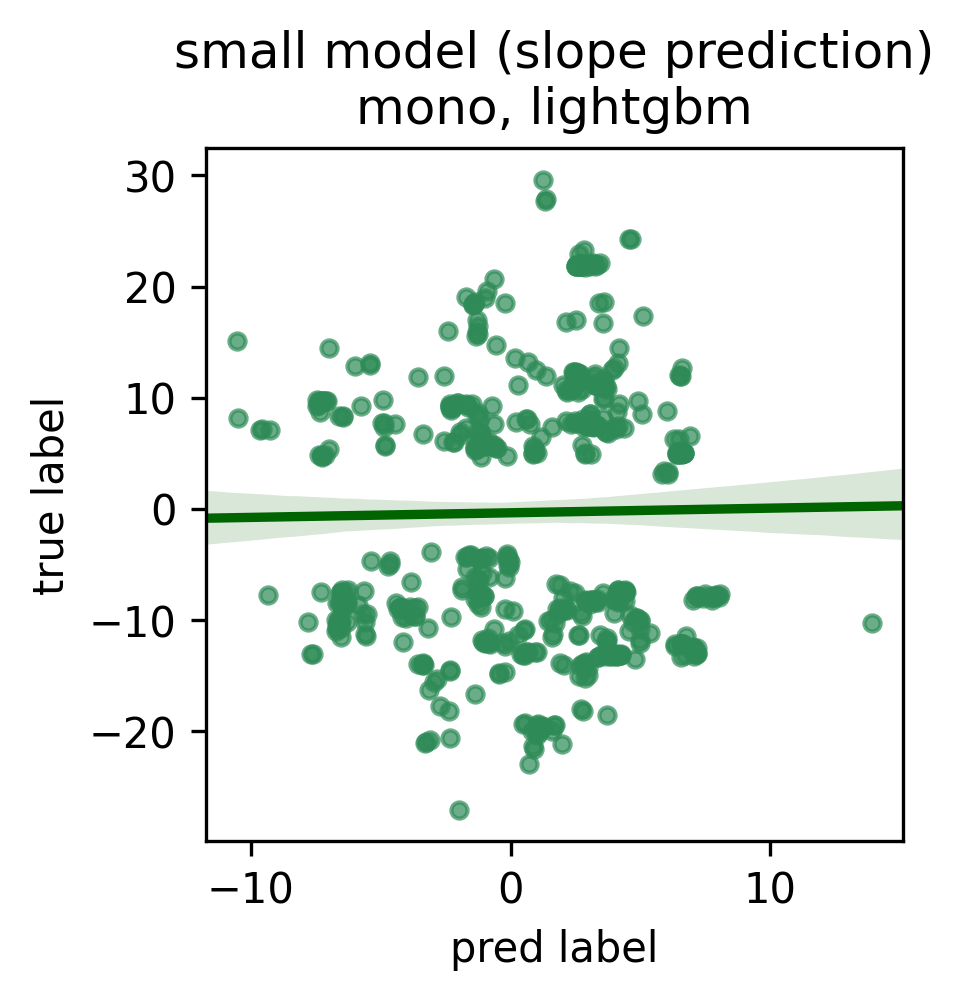 small model (slope prediction)
mono, lightgbm
30
20
10
0
−10
−20
true label
−10
0
10
pred label